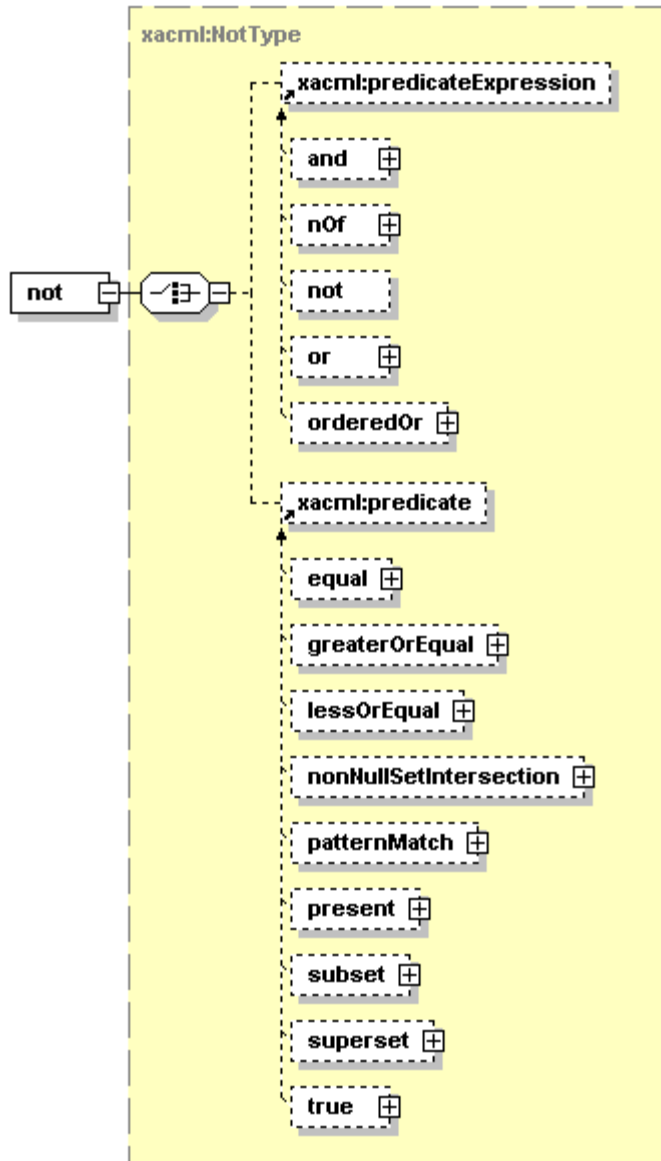 xacml:NotType
xacml:predicateExpression
and
nOf
not
not
or
orderedOr
xacml:predicate
equal
greaterOrEqual
lessOrEqual
nonNullSetIntersection
patternMatch
present
subset
superset
true